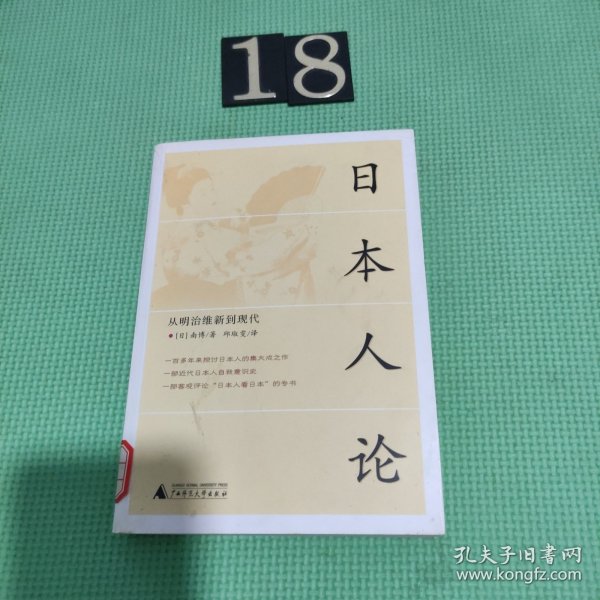 18
日本人论
从明治维新到现代
[日]南博/著 邱琡雯/译
一百多年来探讨日本人的集大成之作
一部近代日本人自我意识史
一部客观评论“日本人看日本”的专书
GUANGXI NORMAL UNIVERSITY PRESS
广西师范大学出版社
孔夫子旧书网
www.kongfz.com